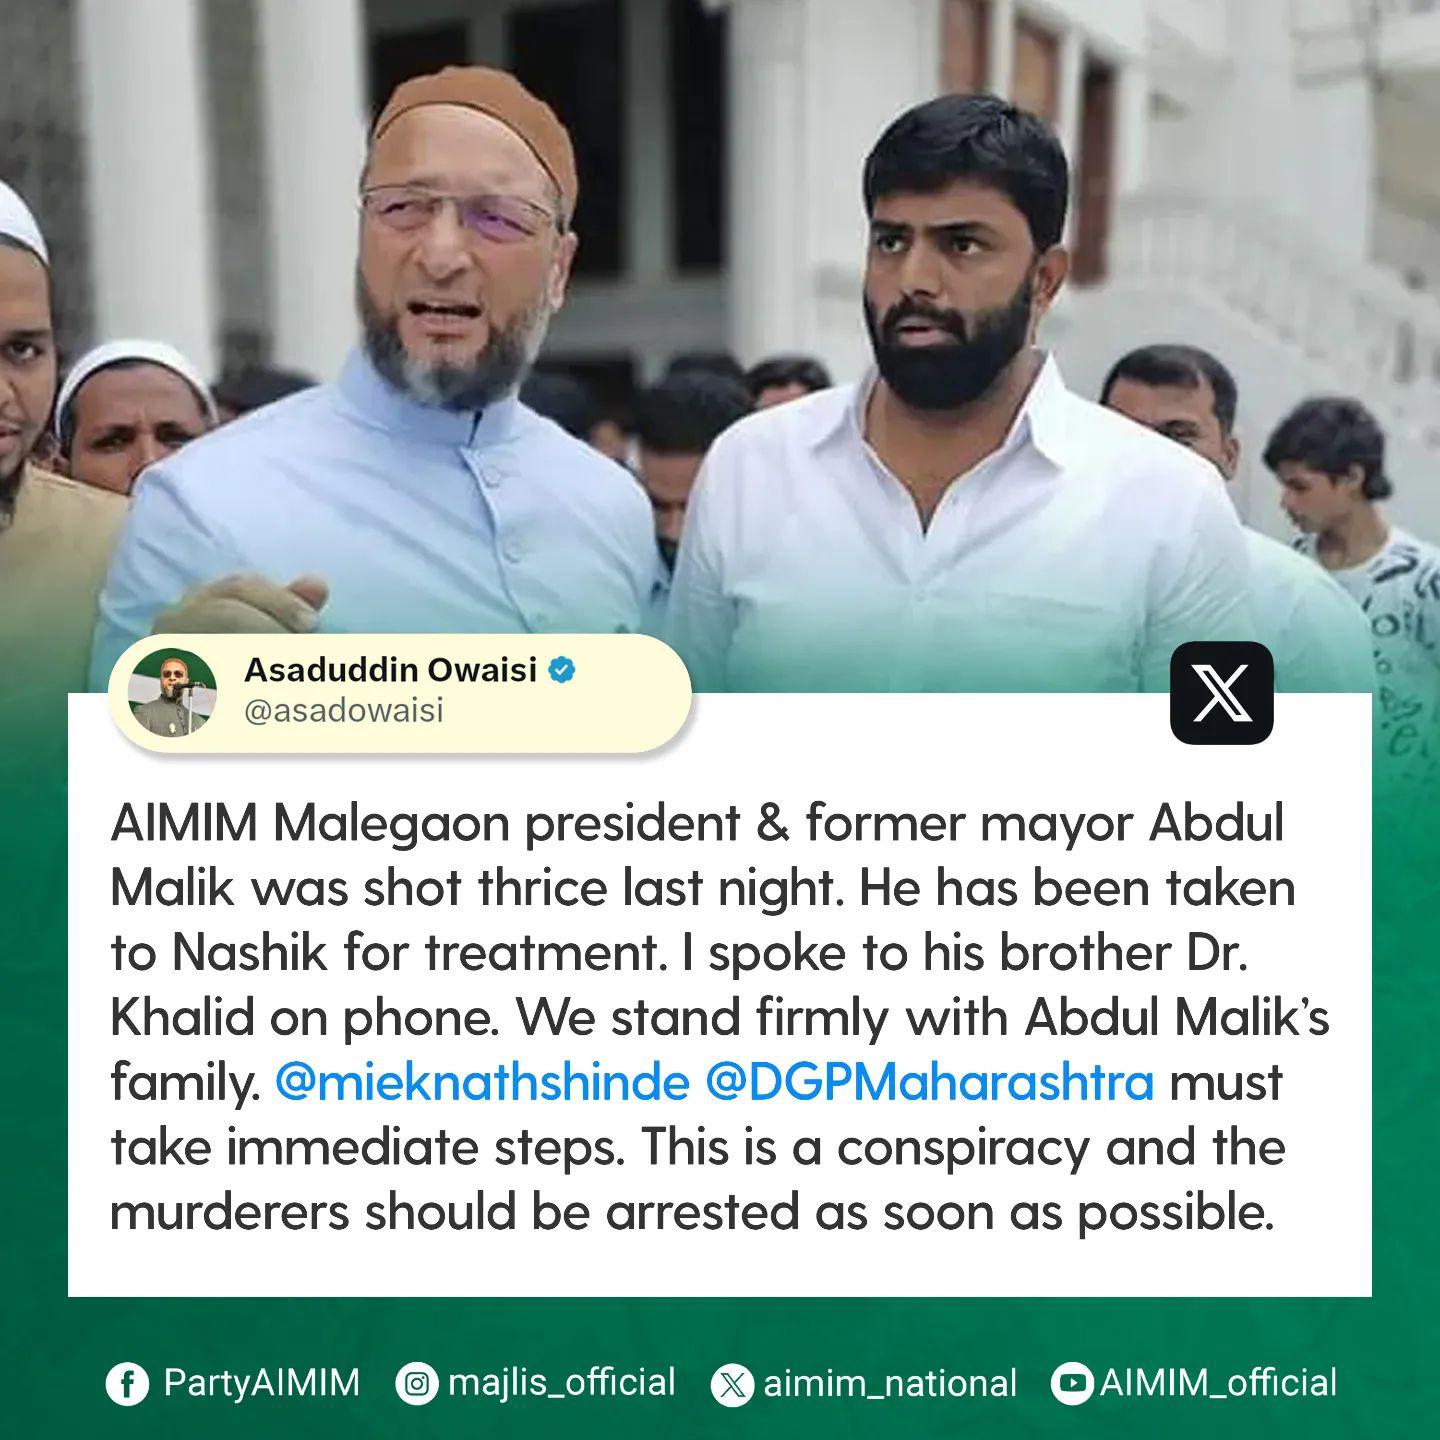 Asaduddin Owaisi
@asadowaisi
AIMIM Malegaon president & former mayor Abdul
Malik was shot thrice last night. He has been taken
to Nashik for treatment. I spoke to his brother Dr.
Khalid on phone. We stand firmly with Abdul Malik’s
family. @mieknathshinde @DGPMaharashtra must
take immediate steps. This is a conspiracy and the
murderers should be arrested as soon as possible.
PartyAIMIM majlis_official aimim_national AIMIM_official